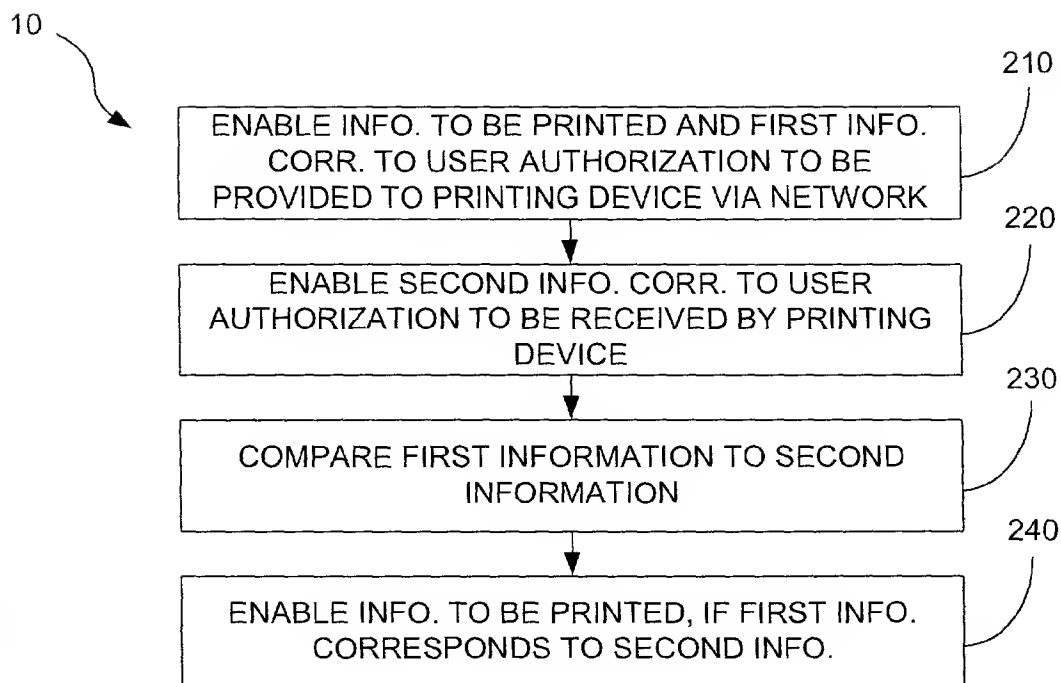 10
210
ENABLE INFO. TO BE PRINTED AND FIRST INFO.
CORR. TO USER AUTHORIZATION TO BE
PROVIDED TO PRINTING DEVICE VIA NETWORK
220
ENABLE SECOND INFO. CORR. TO USER
AUTHORIZATION TO BE RECEIVED BY PRINTING
DEVICE
230
COMPARE FIRST INFORMATION TO SECOND
INFORMATION
240
ENABLE INFO. TO BE PRINTED, IF FIRST INFO.
CORRESPONDS TO SECOND INFO.